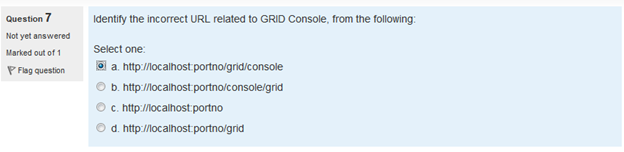 Question 7
Not yet answered
Marked out of 1
Flag question
Identify the incorrect URL related to GRID Console, from the following:
Select one:
a. http://localhost:portno/grid/console
b. http://localhost:portno/console/grid
c. http://localhost:portno
d. http://localhost:portno/grid